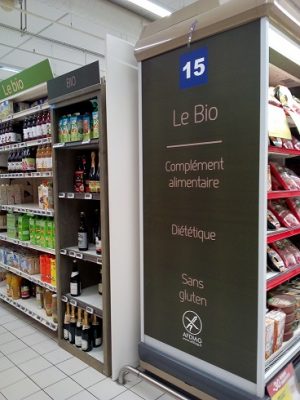 Le bio
BIO
15
Le Bio
Complément
alimentaire
Diététique
Sans
gluten
AFDIAG